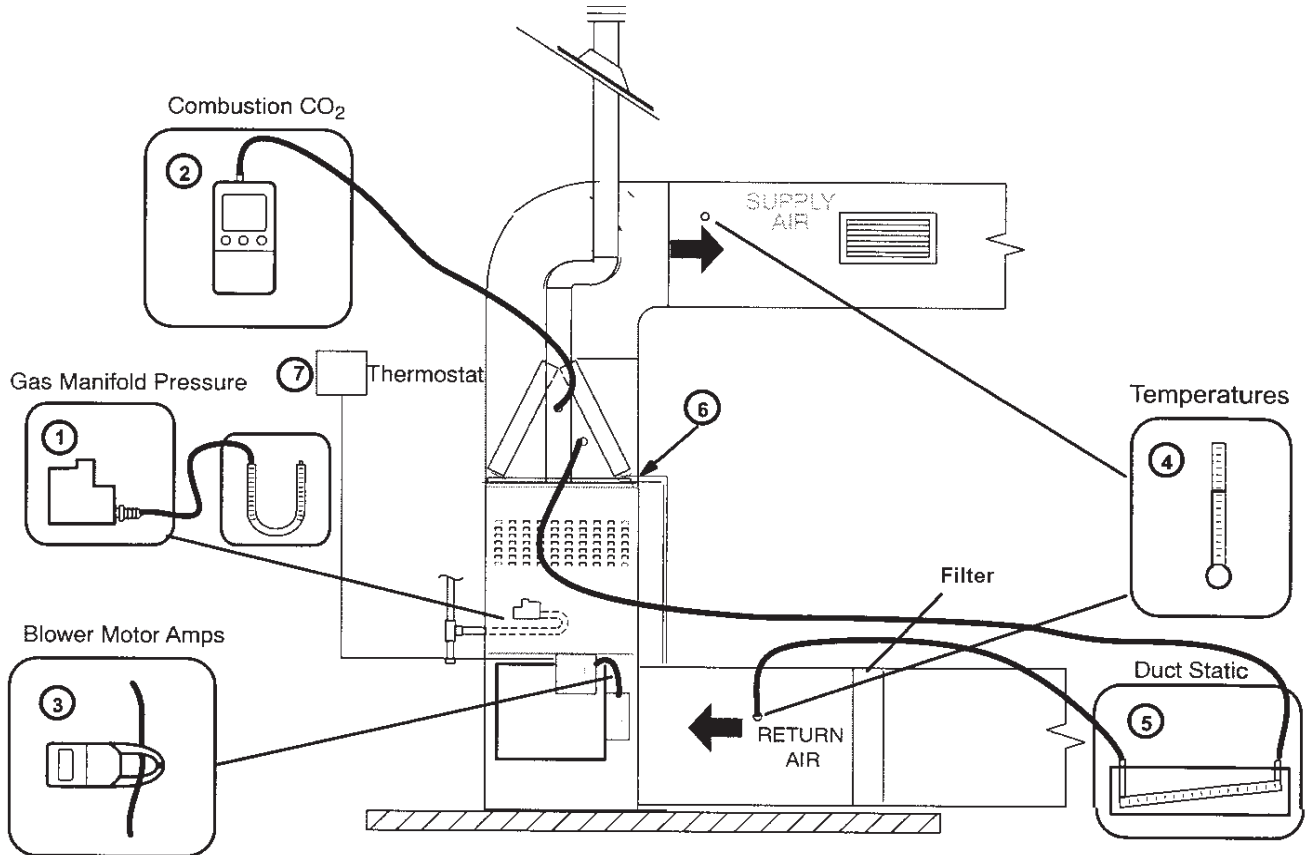 Combustion CO₂
2
SUPPLY
AIR
7
Thermostat
Gas Manifold Pressure
1
6
Temperatures
4
Filter
Blower Motor Amps
3
RETURN
AIR
Duct Static
5